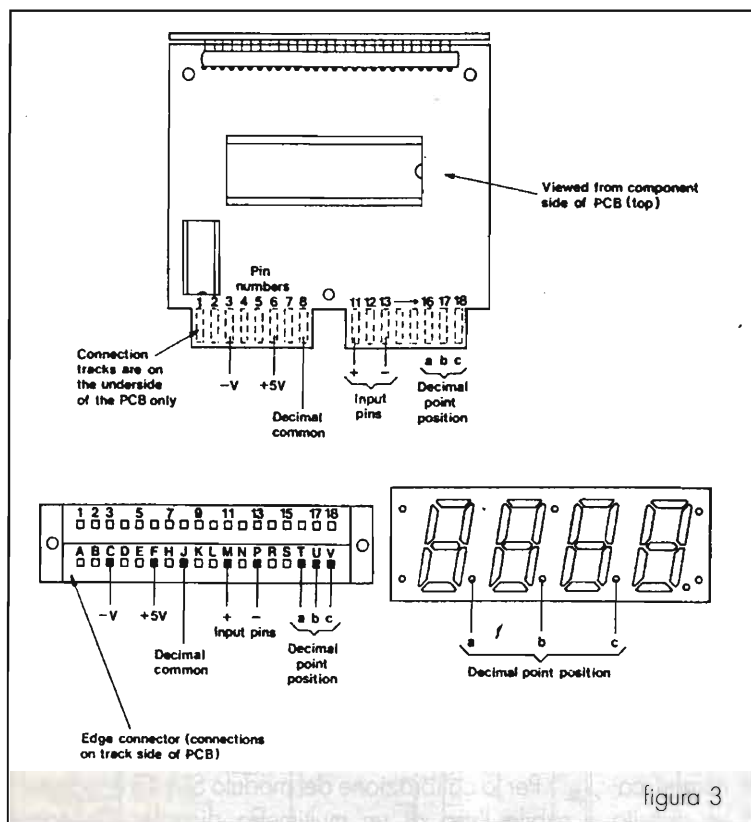 Viewed from component
side of PCB (top)
Pin
numbers
1 2 3 4 5 6 7 8
11 12 13 16 17 18
Connection
tracks are on
the underside
of the PCB only
−V
+5V
Decimal
common
+ −
Input
pins
a b c
Decimal
point
position
1 2 3 5 7 9 11 13 15 17 18
A B C D E F H J K L M N P R S T U V
−V
+5V
Decimal
common
+ −
Input pins
a b c
Decimal
point
position
Edge connector (connections
on track side of PCB)
a b c
Decimal point position
figura 3